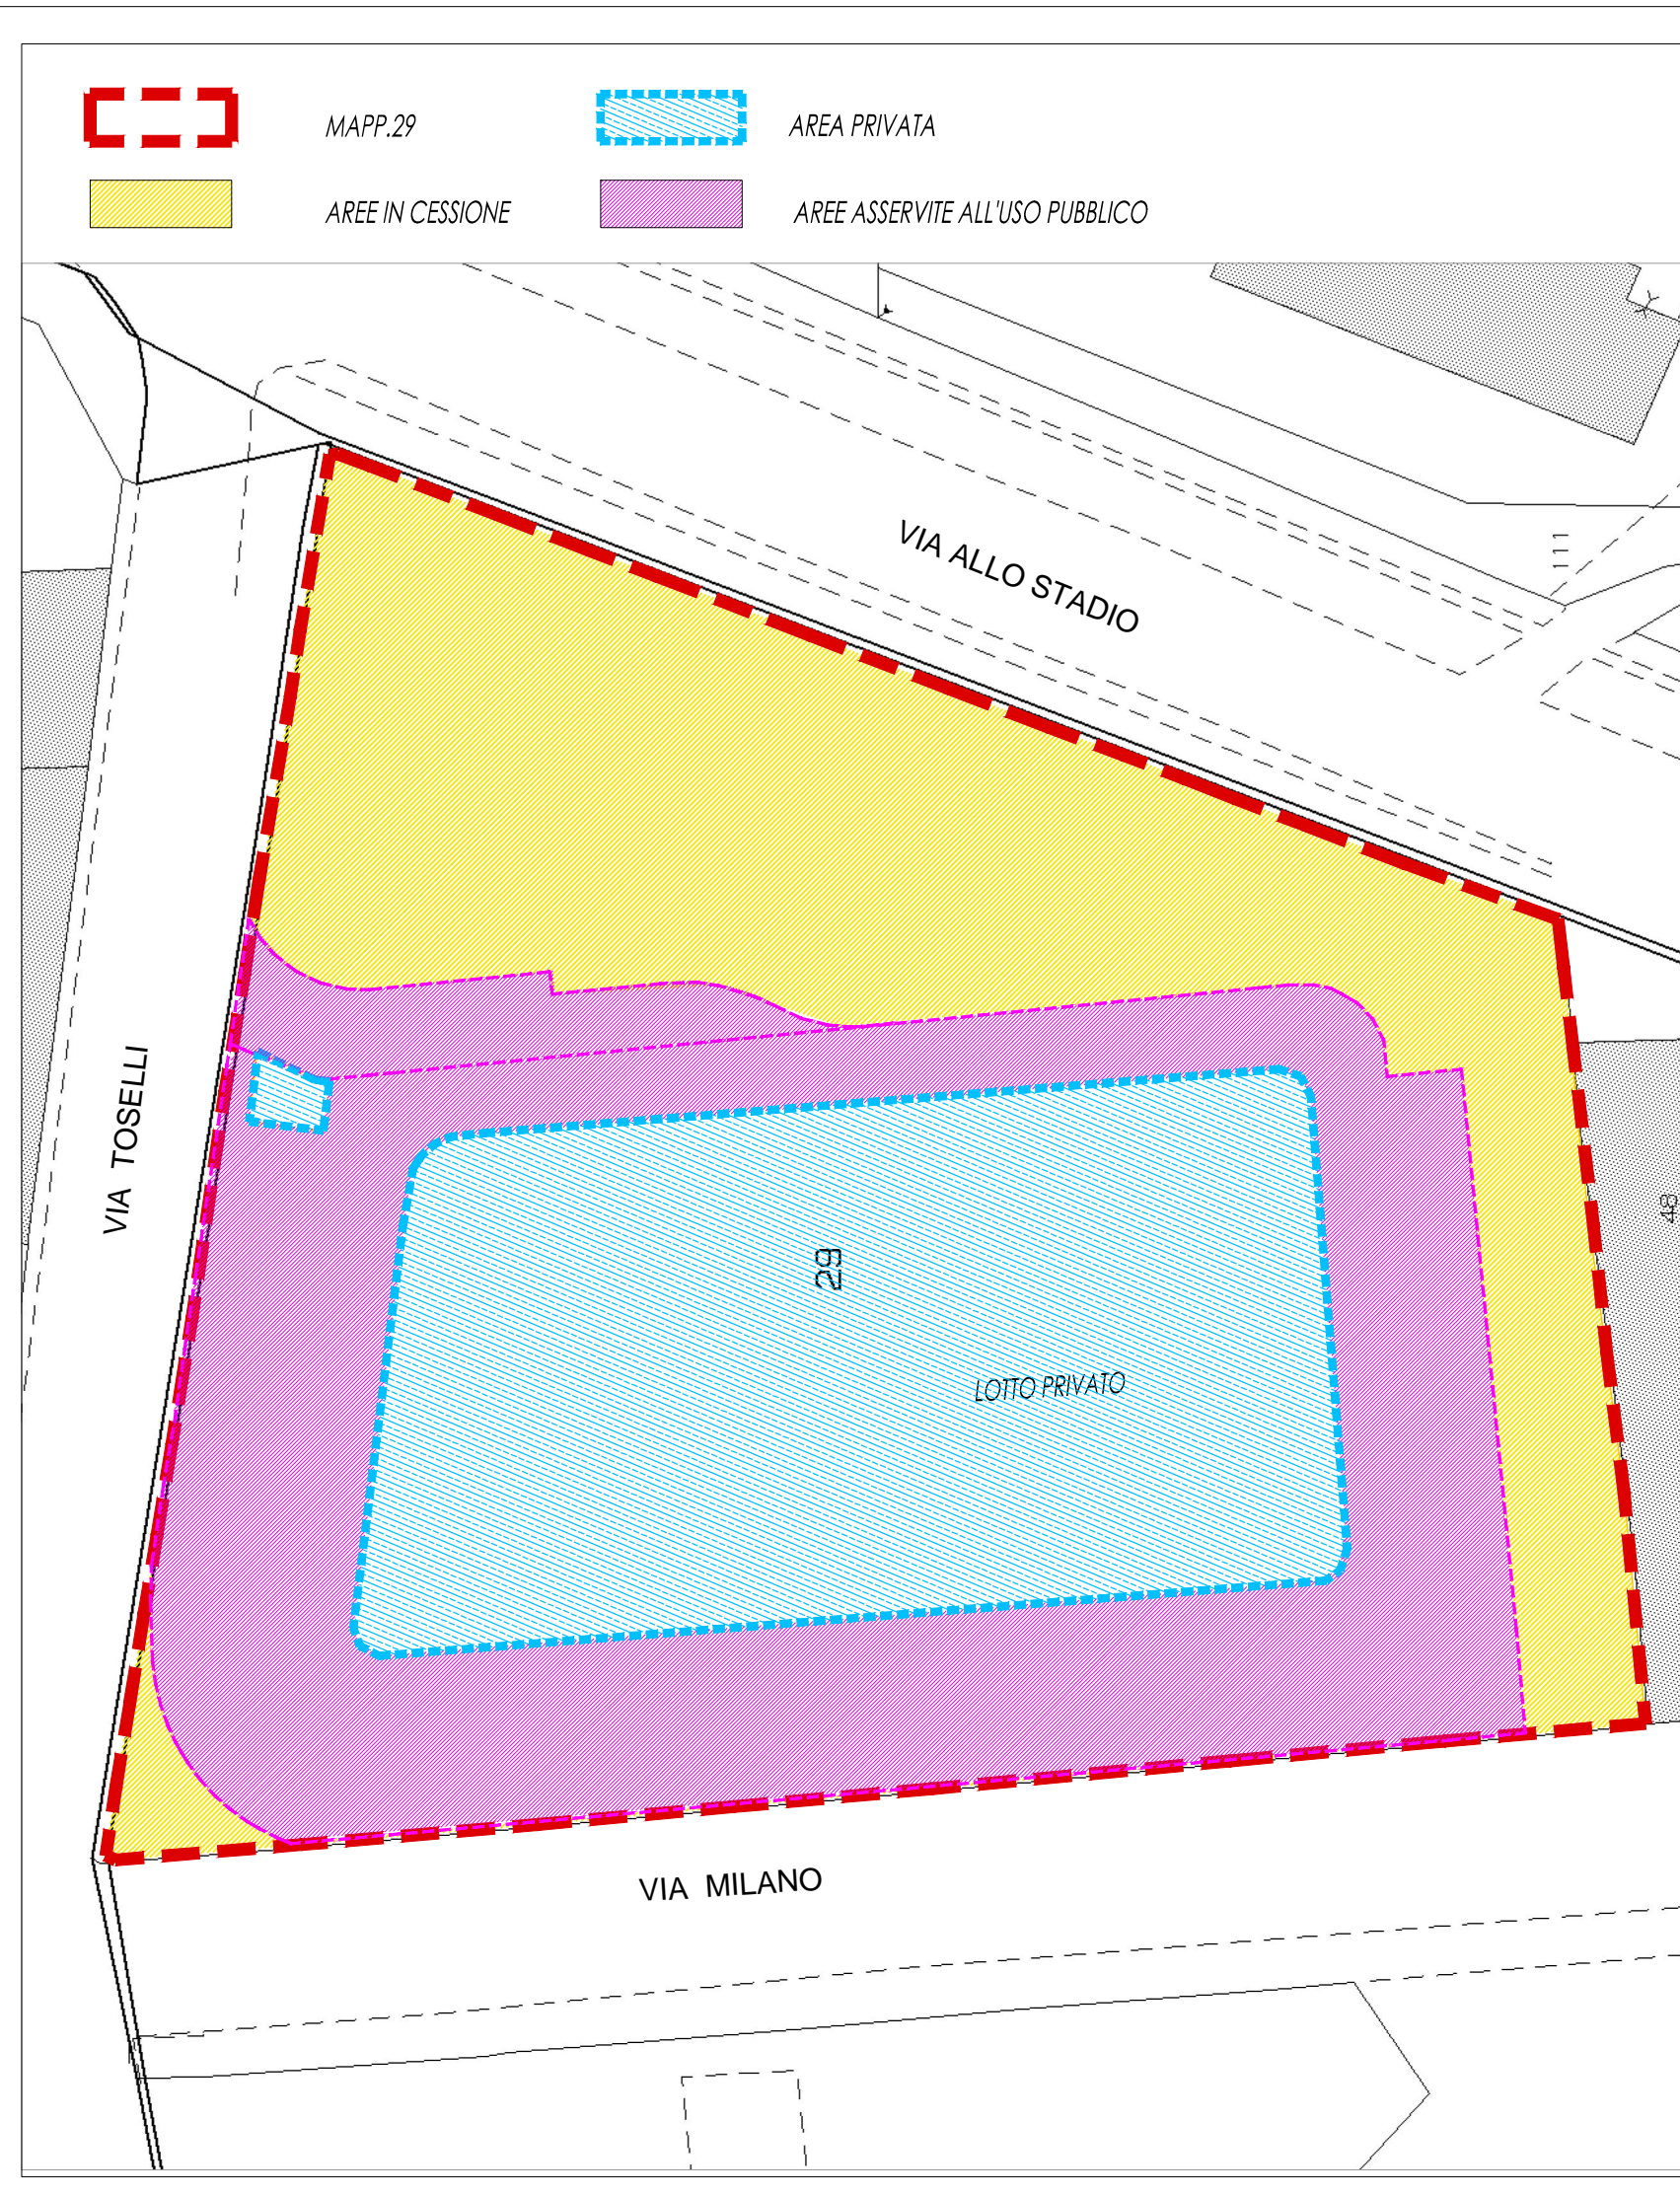 MAPP.29
AREA PRIVATA
AREE IN CESSIONE
AREE ASSERVITE ALL'USO PUBBLICO
VIA ALLO STADIO
111
VIA TOSELLI
48
29
LOTTO PRIVATO
VIA MILANO